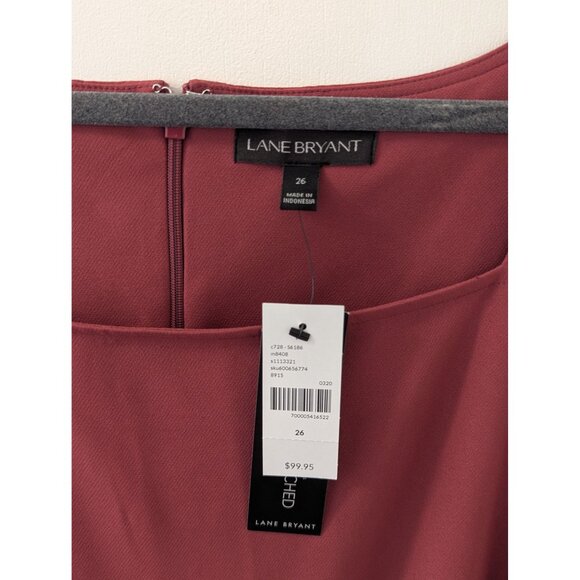 LANE BRYANT
26
MADE IN
INDONESIA
c728 - 56186
m8408
s1113321
sku600656774
8915
0320
700005416522
26
$99.95
CHED
LANE BRYANT